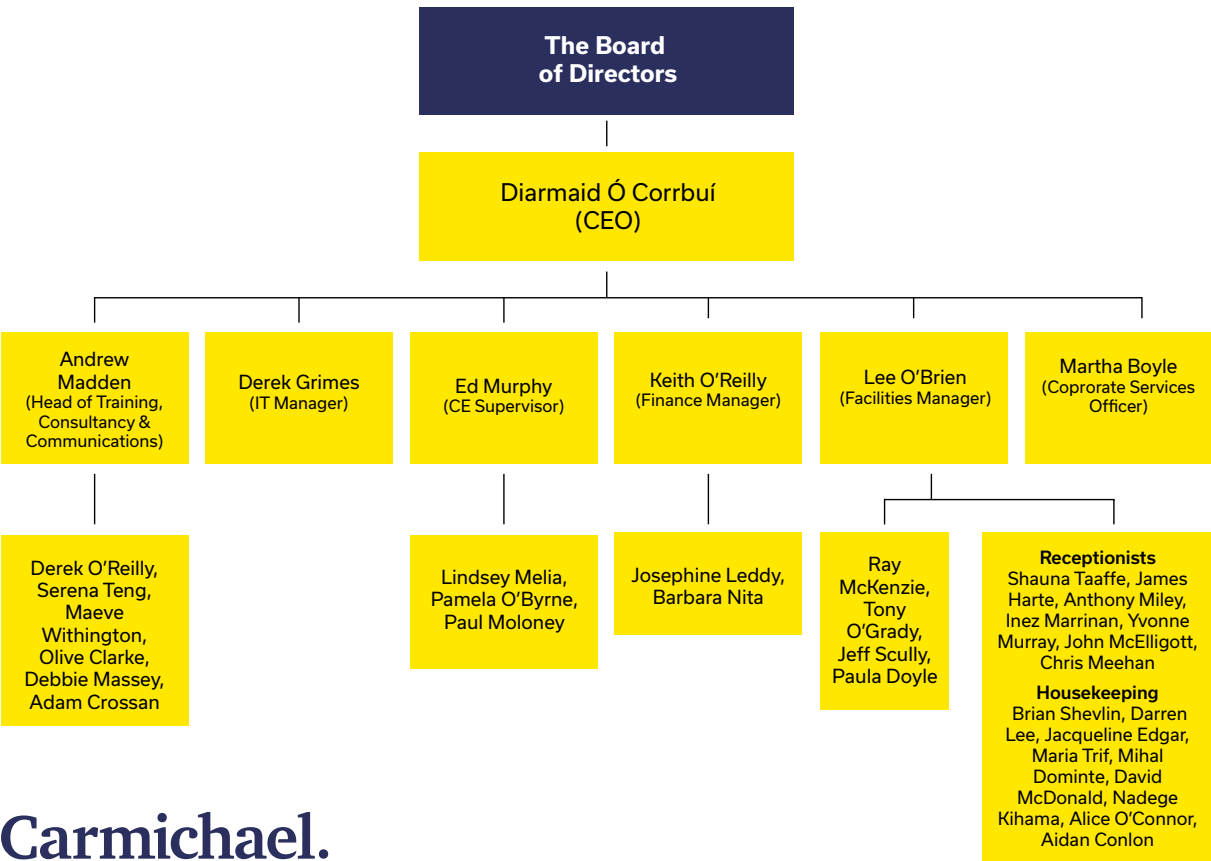 The Board
of Directors
Diarmaid Ó Corrbuí
(CEO)
Andrew
Madden
(Head of Training,
Consultancy &
Communications)
Derek Grimes
(IT Manager)
Ed Murphy
(CE Supervisor)
Keith O’Reilly
(Finance Manager)
Lee O’Brien
(Facilities Manager)
Martha Boyle
(Coprorate Services
Officer)
Derek O’Reilly,
Serena Teng,
Maeve
Withington,
Olive Clarke,
Debbie Massey,
Adam Crossan
Lindsey Melia,
Pamela O’Byrne,
Paul Moloney
Josephine Leddy,
Barbara Nita
Ray
McKenzie,
Tony
O’Grady,
Jeff Scully,
Paula Doyle
Receptionists
Shauna Taaffe, James
Harte, Anthony Miley,
Inez Marrinan, Yvonne
Murray, John McElligott,
Chris Meehan
Housekeeping
Brian Shevlin, Darren
Lee, Jacqueline Edgar,
Maria Trif, Mihal
Dominte, David
McDonald, Nadege
Kihama, Alice O’Connor,
Aidan Conlon
Carmichael.